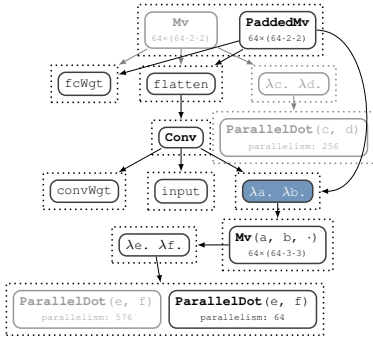 Mv
64×(64·2·2)
PaddedMv
64×(64·2·2)
fcWgt
flatten
λc. λd.
ParallelDot(c, d)
parallelism: 256
Conv
convWgt
input
λa. λb.
Mv(a, b, ·)
64×(64·3·3)
λe. λf.
ParallelDot(e, f)
parallelism: 576
ParallelDot(e, f)
parallelism: 64